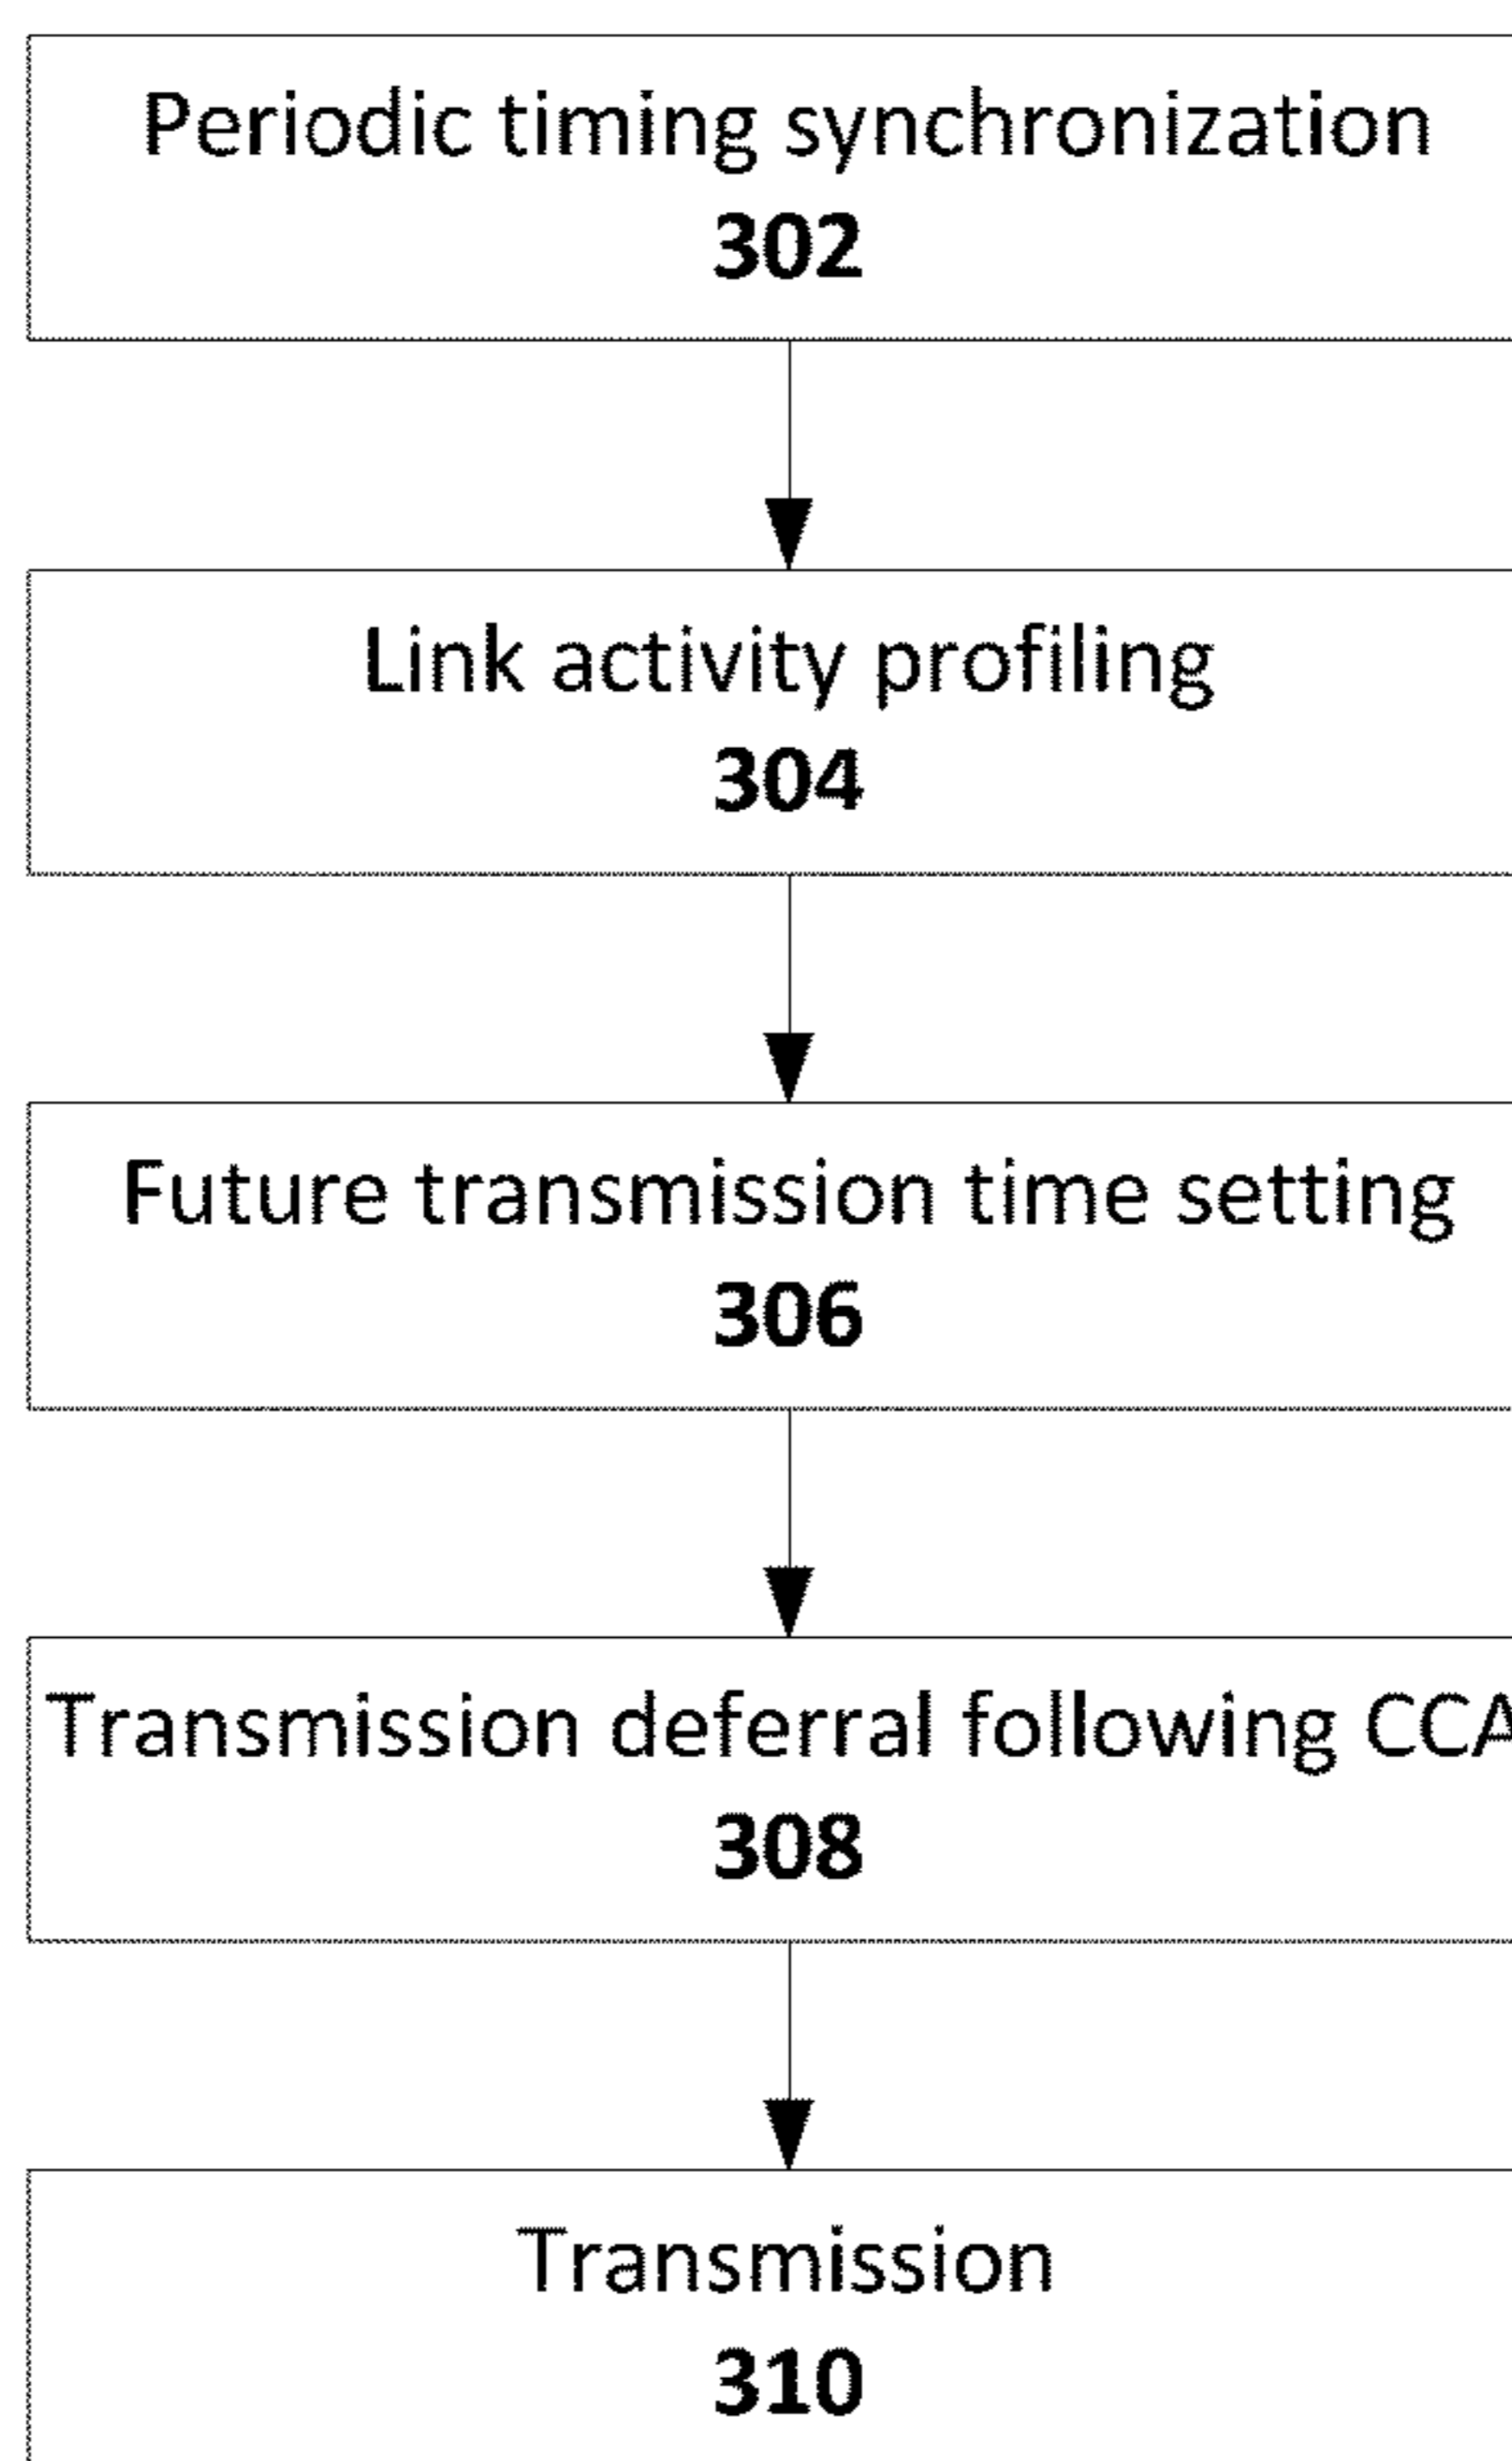 Periodic timing synchronization
302
Link activity profiling
304
Future transmission time setting
306
Transmission deferral following CCA
308
Transmission
310